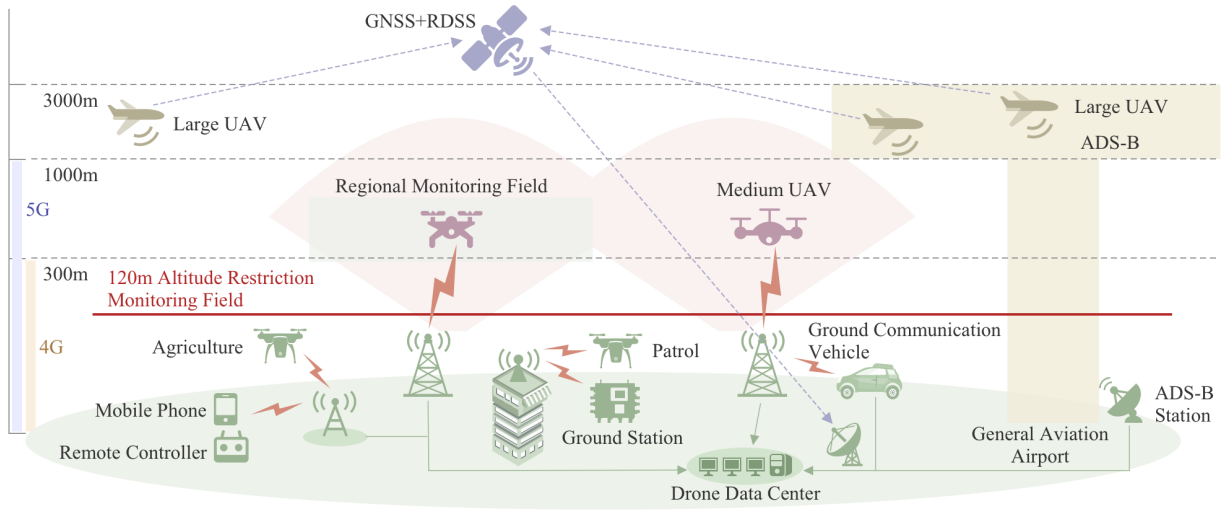 GNSS+RDSS
3000m
Large UAV
Large UAV
ADS-B
1000m
5G
Regional Monitoring Field
Medium UAV
300m
120m Altitude Restriction
Monitoring Field
4G
Agriculture
Patrol
Ground Communication
Vehicle
Mobile Phone
Remote Controller
Ground Station
General Aviation
Airport
ADS-B
Station
Drone Data Center